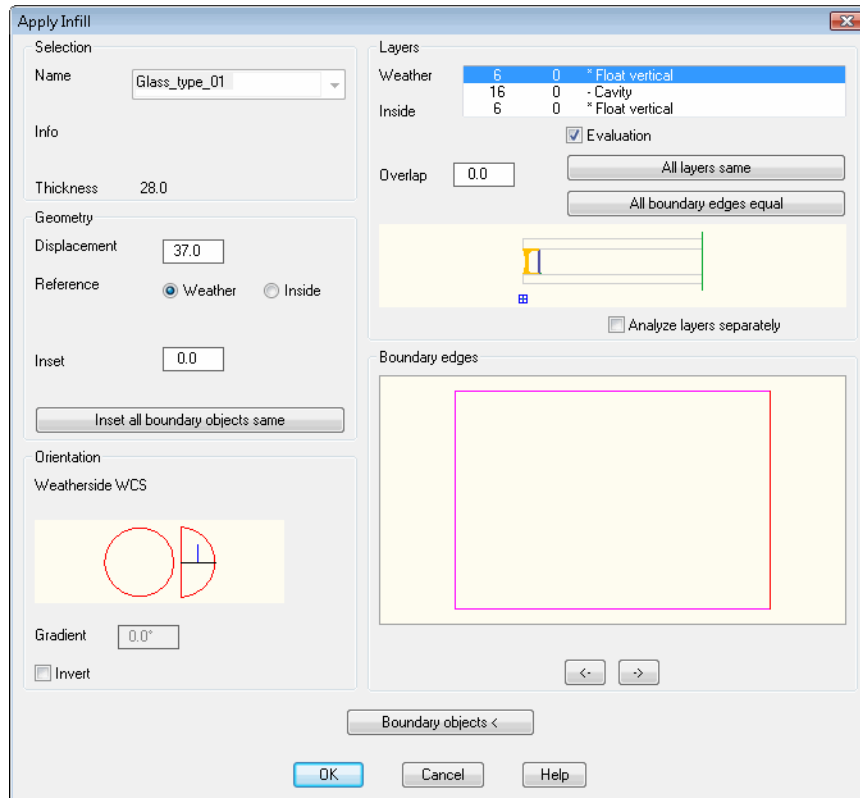 Apply Infill
Selection
Name Glass_type_01
Info
Thickness 28.0
Geometry
Displacement 37.0
Reference Weather Inside
Inset 0.0
Inset all boundary objects same
Orientation
Weatherside WCS
Gradient 0.0°
Invert
Layers
Weather 6 0 * Float vertical
16 0 - Cavity
Inside 6 0 * Float vertical
Evaluation
Overlap 0.0 All layers same
All boundary edges equal
Analyze layers separately
Boundary edges
<- ->
Boundary objects <
OK Cancel Help